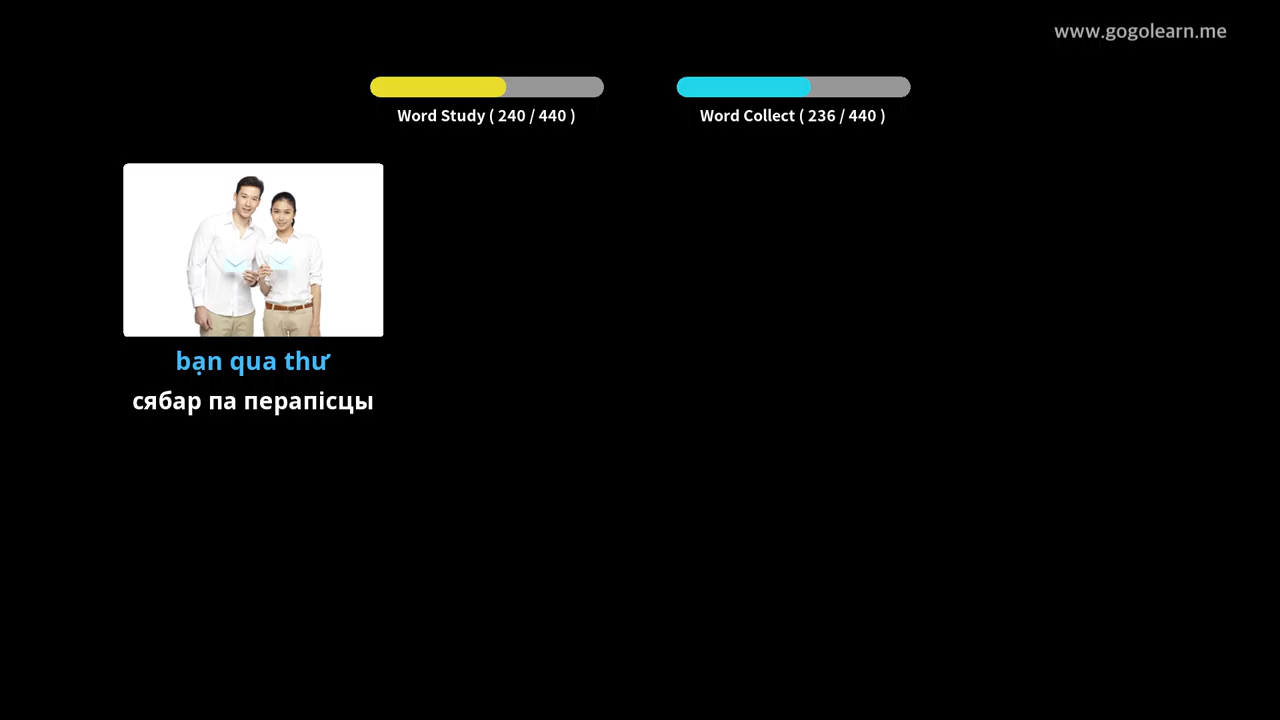 www.gogolearn.me
Word Study ( 240 / 440 )
Word Collect ( 236 / 440 )
bạn qua thư
сябар па перапісцы